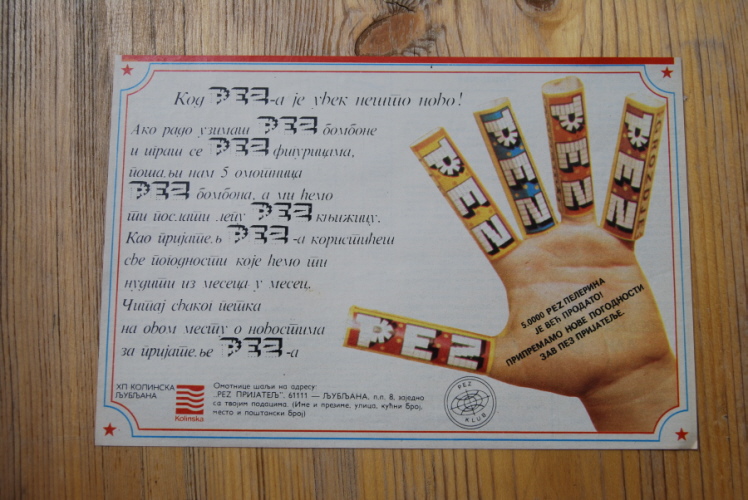 Код PEZ-а је увек нешто ново!
Ако радо узимаш PEZ бомбоне
и играш се PEZ фигурицама,
пошаљи нам 5 омотница
PEZ бомбона, а ми ћемо
ти послати лепу PEZ књижицу.
Као пријатељ PEZ-а користићеш
све погодности које ћемо ти
нудити из месеца у месец.
Читај сваког петка
на овом месту о новостима
за пријатеље PEZ-а
ХП КОЛИНСКА
ЉУБЉАНА
Kolinska
Омотнице шаљи на адресу:
„PEZ ПРИЈАТЕЉ", 61111 — ЉУБЉАНА, п.п. 8, заједно
са твојим подацима. (Име и презиме, улица, кућни број,
место и поштански број)
PEZ
KLUB
PEZ
PEZ
PEZ
PEZ
PEZ
5.0000 PEZ ПЕЛЕРИНА
ЈЕ ВЕЋ ПРОДАТО!
ПРИПРЕМАМО НОВЕ ПОГОДНОСТИ
ЗАВ ПЕЗ ПРИЈАТЕЉЕ.